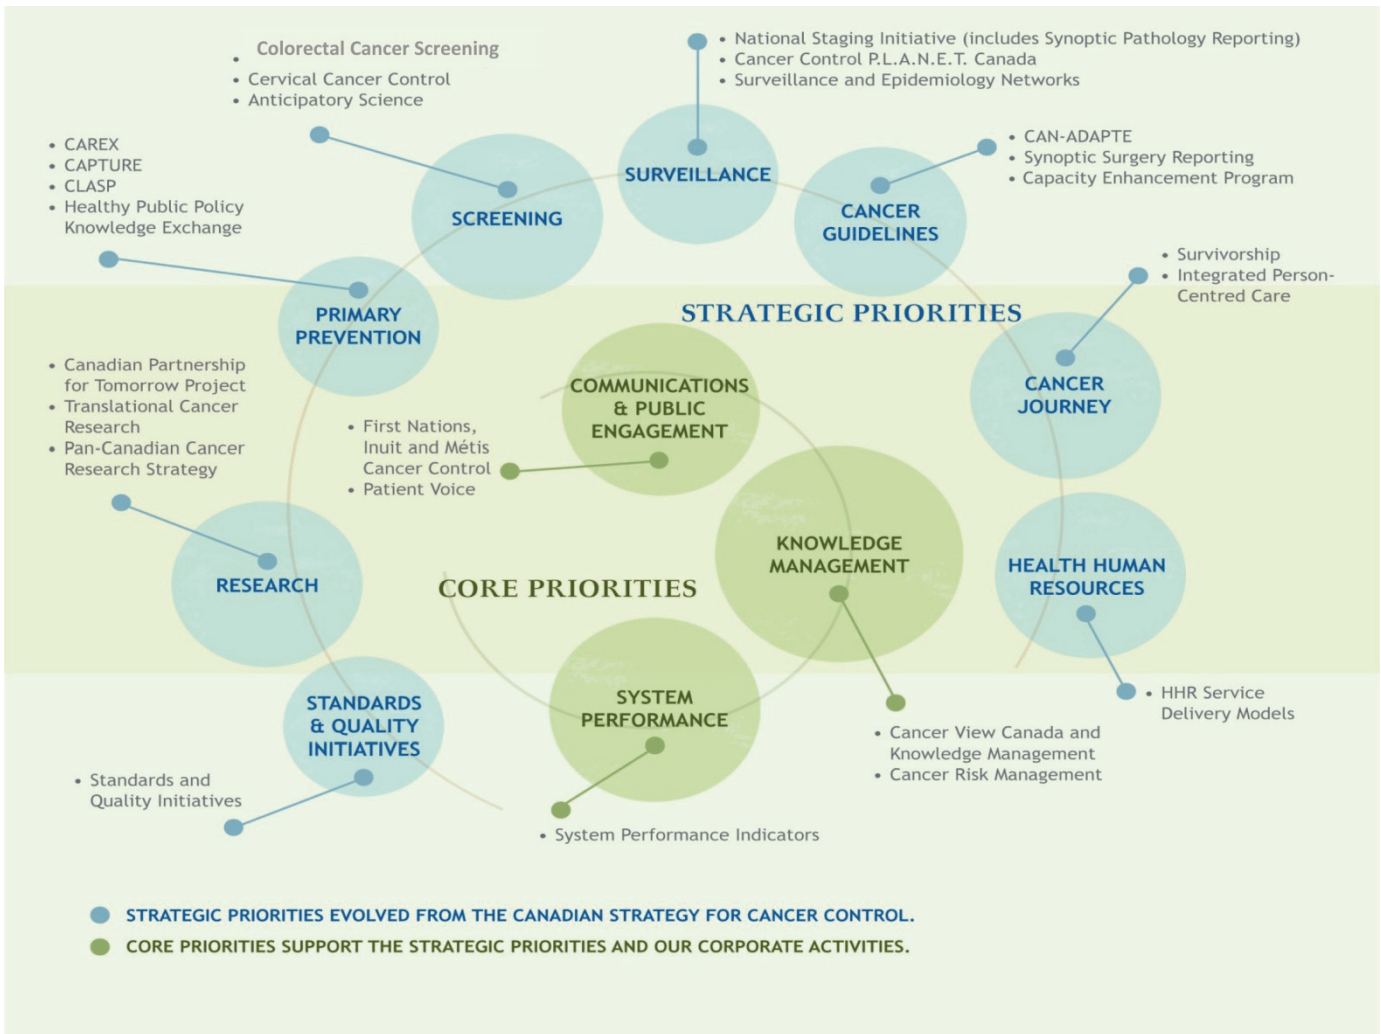 • Colorectal Cancer Screening
• Cervical Cancer Control
• Anticipatory Science
• National Staging Initiative (includes Synoptic Pathology Reporting)
• Cancer Control P.L.A.N.E.T. Canada
• Surveillance and Epidemiology Networks
• CAREX
• CAPTURE
• CLASP
• Healthy Public Policy
Knowledge Exchange
• CAN-ADAPTE
• Synoptic Surgery Reporting
• Capacity Enhancement Program
SCREENING
SURVEILLANCE
CANCER
GUIDELINES
• Survivorship
• Integrated Person-
Centred Care
PRIMARY
PREVENTION
STRATEGIC PRIORITIES
CANCER
JOURNEY
• Canadian Partnership
for Tomorrow Project
• Translational Cancer
Research
• Pan-Canadian Cancer
Research Strategy
• First Nations,
Inuit and Métis
Cancer Control
• Patient Voice
COMMUNICATIONS
& PUBLIC
ENGAGEMENT
RESEARCH
CORE PRIORITIES
KNOWLEDGE
MANAGEMENT
HEALTH HUMAN
RESOURCES
STANDARDS
& QUALITY
INITIATIVES
SYSTEM
PERFORMANCE
• HHR Service
Delivery Models
• Cancer View Canada and
Knowledge Management
• Cancer Risk Management
• Standards and
Quality Initiatives
• System Performance Indicators
STRATEGIC PRIORITIES EVOLVED FROM THE CANADIAN STRATEGY FOR CANCER CONTROL.
CORE PRIORITIES SUPPORT THE STRATEGIC PRIORITIES AND OUR CORPORATE ACTIVITIES.